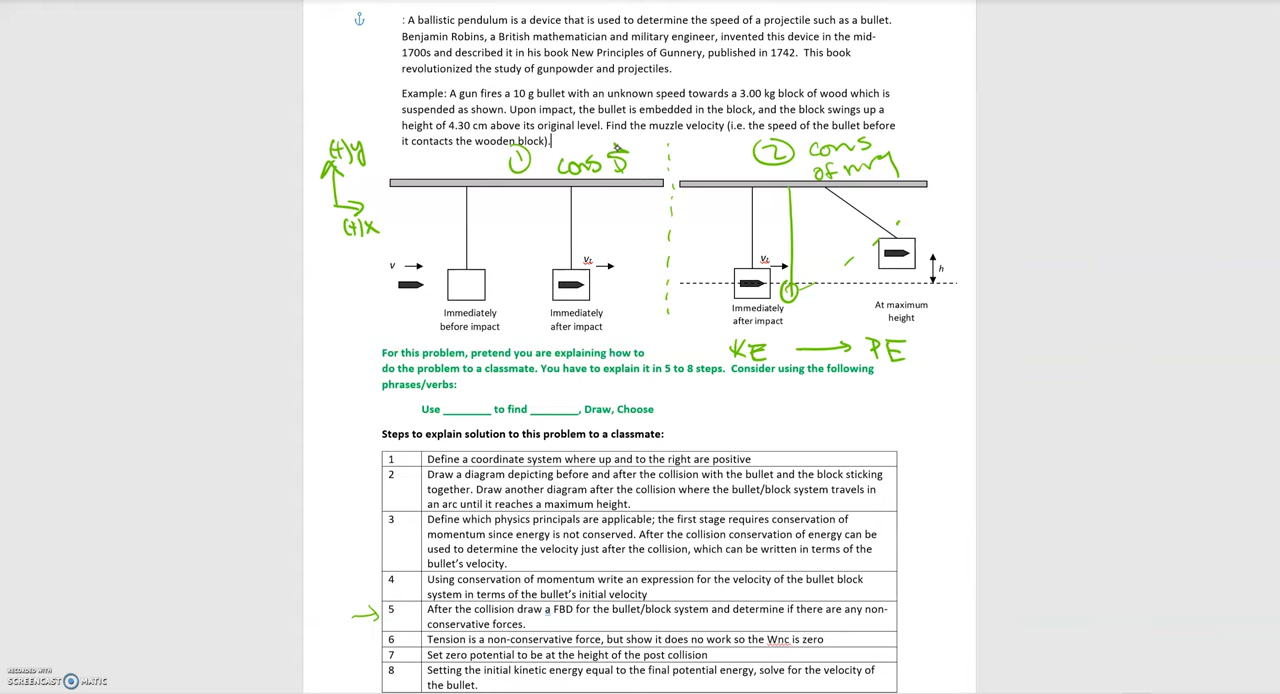 : A ballistic pendulum is a device that is used to determine the speed of a projectile such as a bullet.
Benjamin Robins, a British mathematician and military engineer, invented this device in the mid-
1700s and described it in his book New Principles of Gunnery, published in 1742.  This book
revolutionized the study of gunpowder and projectiles.
Example: A gun fires a 10 g bullet with an unknown speed towards a 3.00 kg block of wood which is
suspended as shown. Upon impact, the bullet is embedded in the block, and the block swings up a
height of 4.30 cm above its original level. Find the muzzle velocity (i.e. the speed of the bullet before
it contacts the wooden block).
(+)y
(+)x
① cons
② cons
of nrg
v
Immediately
before impact
Immediately
after impact
Immediately
after impact
h
At maximum
height
KE → PE
For this problem, pretend you are explaining how to
do the problem to a classmate. You have to explain it in 5 to 8 steps.  Consider using the following
phrases/verbs:
Use ________ to find ________, Draw, Choose
Steps to explain solution to this problem to a classmate:
1 Define a coordinate system where up and to the right are positive
2 Draw a diagram depicting before and after the collision with the bullet and the block sticking
together. Draw another diagram after the collision where the bullet/block system travels in
an arc until it reaches a maximum height.
3 Define which physics principals are applicable; the first stage requires conservation of
momentum since energy is not conserved. After the collision conservation of energy can be
used to determine the velocity just after the collision, which can be written in terms of the
bullet's velocity.
4 Using conservation of momentum write an expression for the velocity of the bullet block
system in terms of the bullet's initial velocity
5 After the collision draw a FBD for the bullet/block system and determine if there are any non-
conservative forces.
6 Tension is a non-conservative force, but show it does no work so the Wnc is zero
7 Set zero potential to be at the height of the post collision
8 Setting the initial kinetic energy equal to the final potential energy, solve for the velocity of
the bullet.
RECORDED WITH
SCREENCAST MATIC